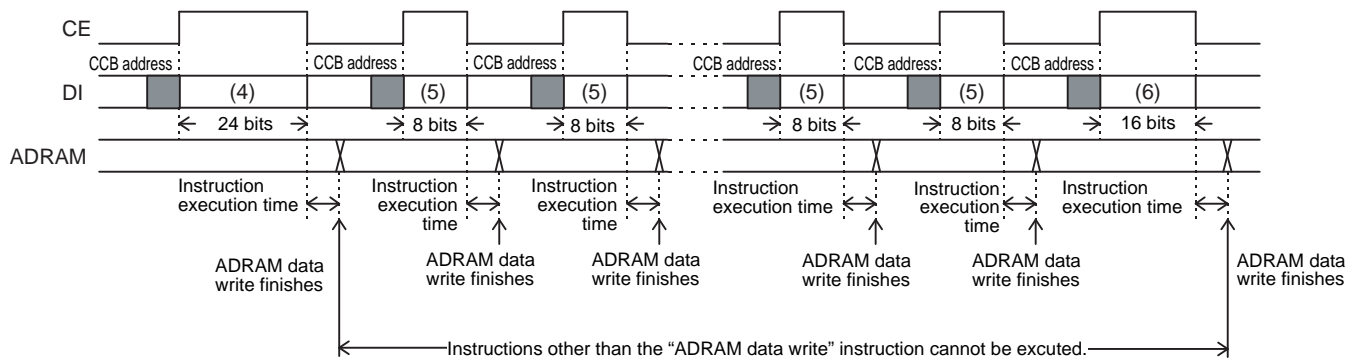 CE
CCB address CCB address CCB address CCB address CCB address CCB address
DI (4) (5) (5) (5) (5) (6)
24 bits 8 bits 8 bits 8 bits 8 bits 16 bits
ADRAM
Instruction Instruction Instruction Instruction Instruction Instruction
execution time execution execution execution time execution execution time
time time time
ADRAM data ADRAM data ADRAM data ADRAM data ADRAM data ADRAM data
write finishes write finishes write finishes write finishes write finishes write finishes
Instructions other than the “ADRAM data write” instruction cannot be excuted.